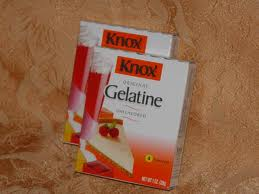 Knox
Knox
ORIGINAL
Gelatine
UNFLAVORED
4
NET WT 1 OZ. (28g)